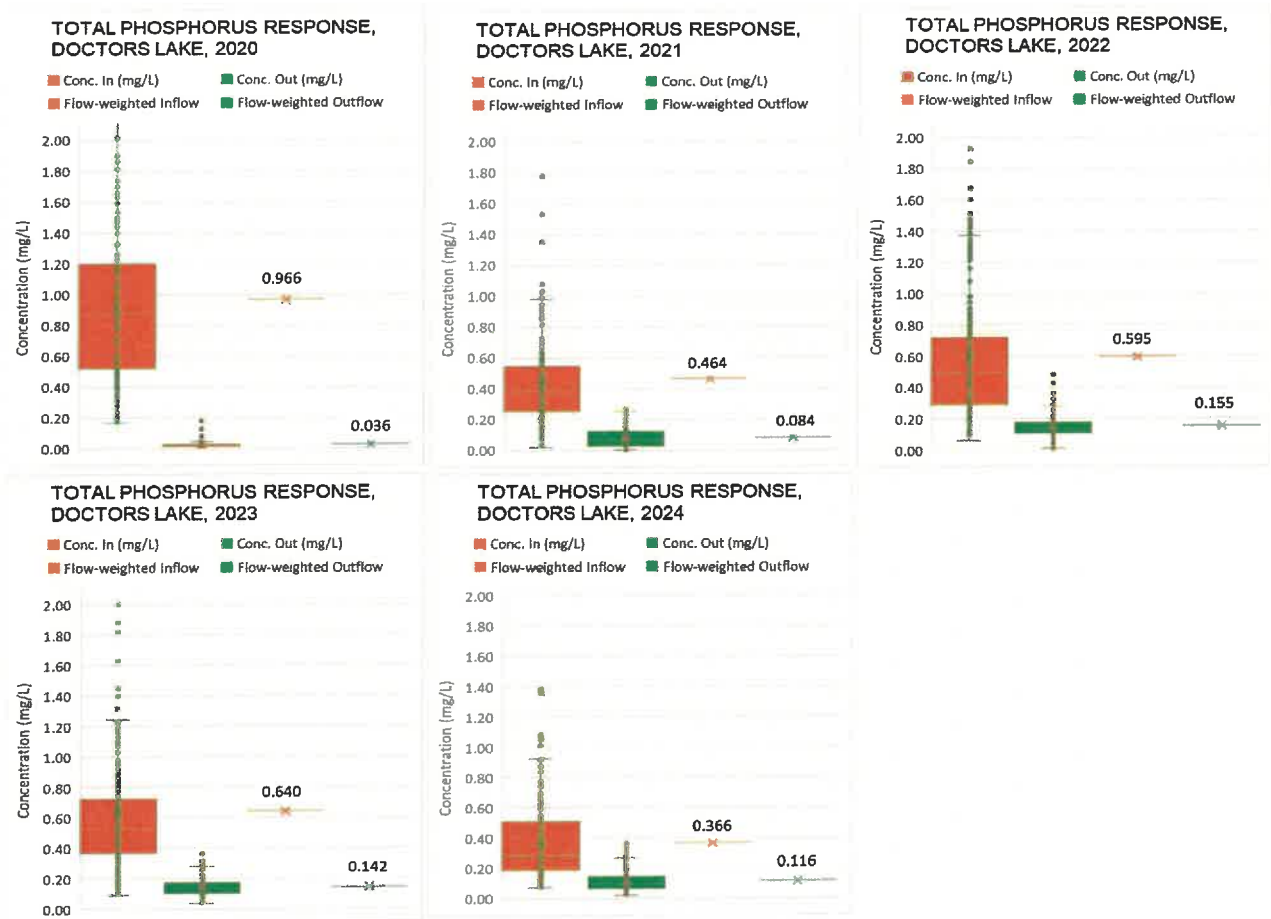 TOTAL PHOSPHORUS RESPONSE,
DOCTORS LAKE, 2020
Conc. In (mg/L) Conc. Out (mg/L)
Flow-weighted Inflow Flow-weighted Outflow
Concentration (mg/L)
2.00
1.80
1.60
1.40
1.20
1.00
0.80
0.60
0.40
0.20
0.00
0.966
0.036
TOTAL PHOSPHORUS RESPONSE,
DOCTORS LAKE, 2021
Conc. In (mg/L) Conc. Out (mg/L)
Flow-weighted Inflow Flow-weighted Outflow
Concentration (mg/L)
2.00
1.80
1.60
1.40
1.20
1.00
0.80
0.60
0.40
0.20
0.00
0.464
0.084
TOTAL PHOSPHORUS RESPONSE,
DOCTORS LAKE, 2022
Conc. In (mg/L) Conc. Out (mg/L)
Flow-weighted Inflow Flow-weighted Outflow
Concentration (mg/L)
2.00
1.80
1.60
1.40
1.20
1.00
0.80
0.60
0.40
0.20
0.00
0.595
0.155
TOTAL PHOSPHORUS RESPONSE,
DOCTORS LAKE, 2023
Conc. In (mg/L) Conc. Out (mg/L)
Flow-weighted Inflow Flow-weighted Outflow
Concentration (mg/L)
2.00
1.80
1.60
1.40
1.20
1.00
0.80
0.60
0.40
0.20
0.00
0.640
0.142
TOTAL PHOSPHORUS RESPONSE,
DOCTORS LAKE, 2024
Conc. In (mg/L) Conc. Out (mg/L)
Flow-weighted Inflow Flow-weighted Outflow
Concentration (mg/L)
2.00
1.80
1.60
1.40
1.20
1.00
0.80
0.60
0.40
0.20
0.00
0.366
0.116